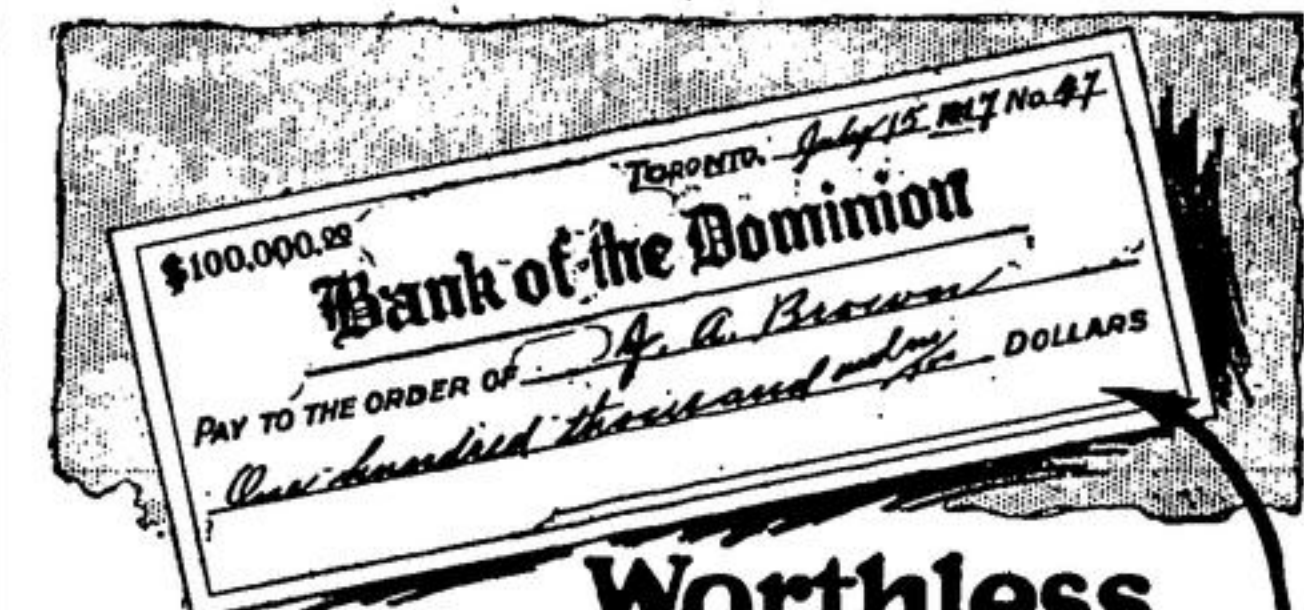 TORONTO. July 15 1917 No. 47
$100,000.00
Bank of the Dominion
PAY TO THE ORDER OF J. A. Brown
One hundred thousand and no/100 DOLLARS
Worthless